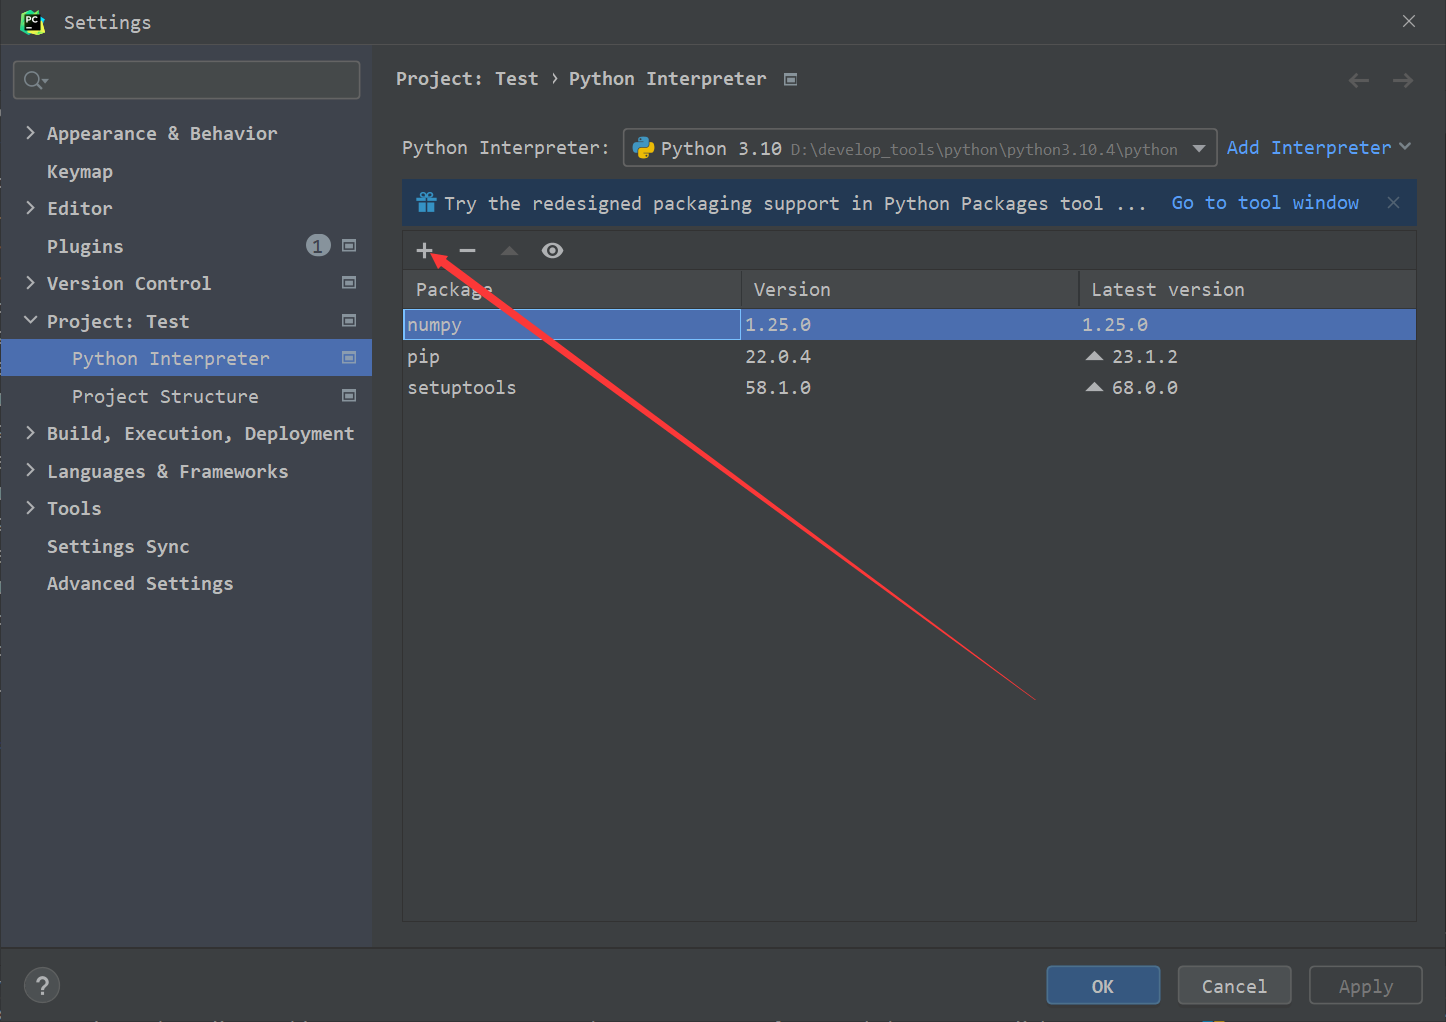 PC
Settings
Project: Test › Python Interpreter
Appearance & Behavior
Keymap
Editor
Plugins 1
Version Control
Project: Test
Python Interpreter
Project Structure
Build, Execution, Deployment
Languages & Frameworks
Tools
Settings Sync
Advanced Settings
Python Interpreter: Python 3.10 D:\develop_tools\python\python3.10.4\python Add Interpreter
Try the redesigned packaging support in Python Packages tool ... Go to tool window
Package Version Latest version
numpy 1.25.0 1.25.0
pip 22.0.4 23.1.2
setuptools 58.1.0 68.0.0
? OK Cancel Apply